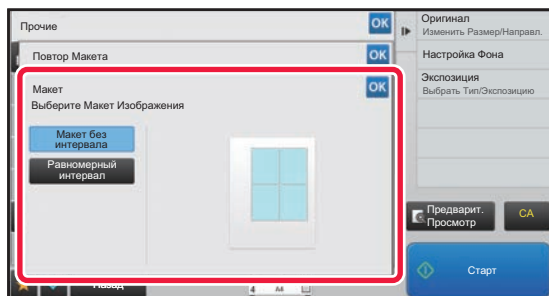 Прочие
OK
Повтор Макета
OK
Макет
OK
Выберите Макет Изображения
Макет без
интервала
Равномерный
интервал
Назад
4
A4
Оригинал
Изменить Размер/Направл.
Настройка Фона
Экспозиция
Выбрать Тип/Экспозицию
Предварит.
Просмотр
CA
Старт